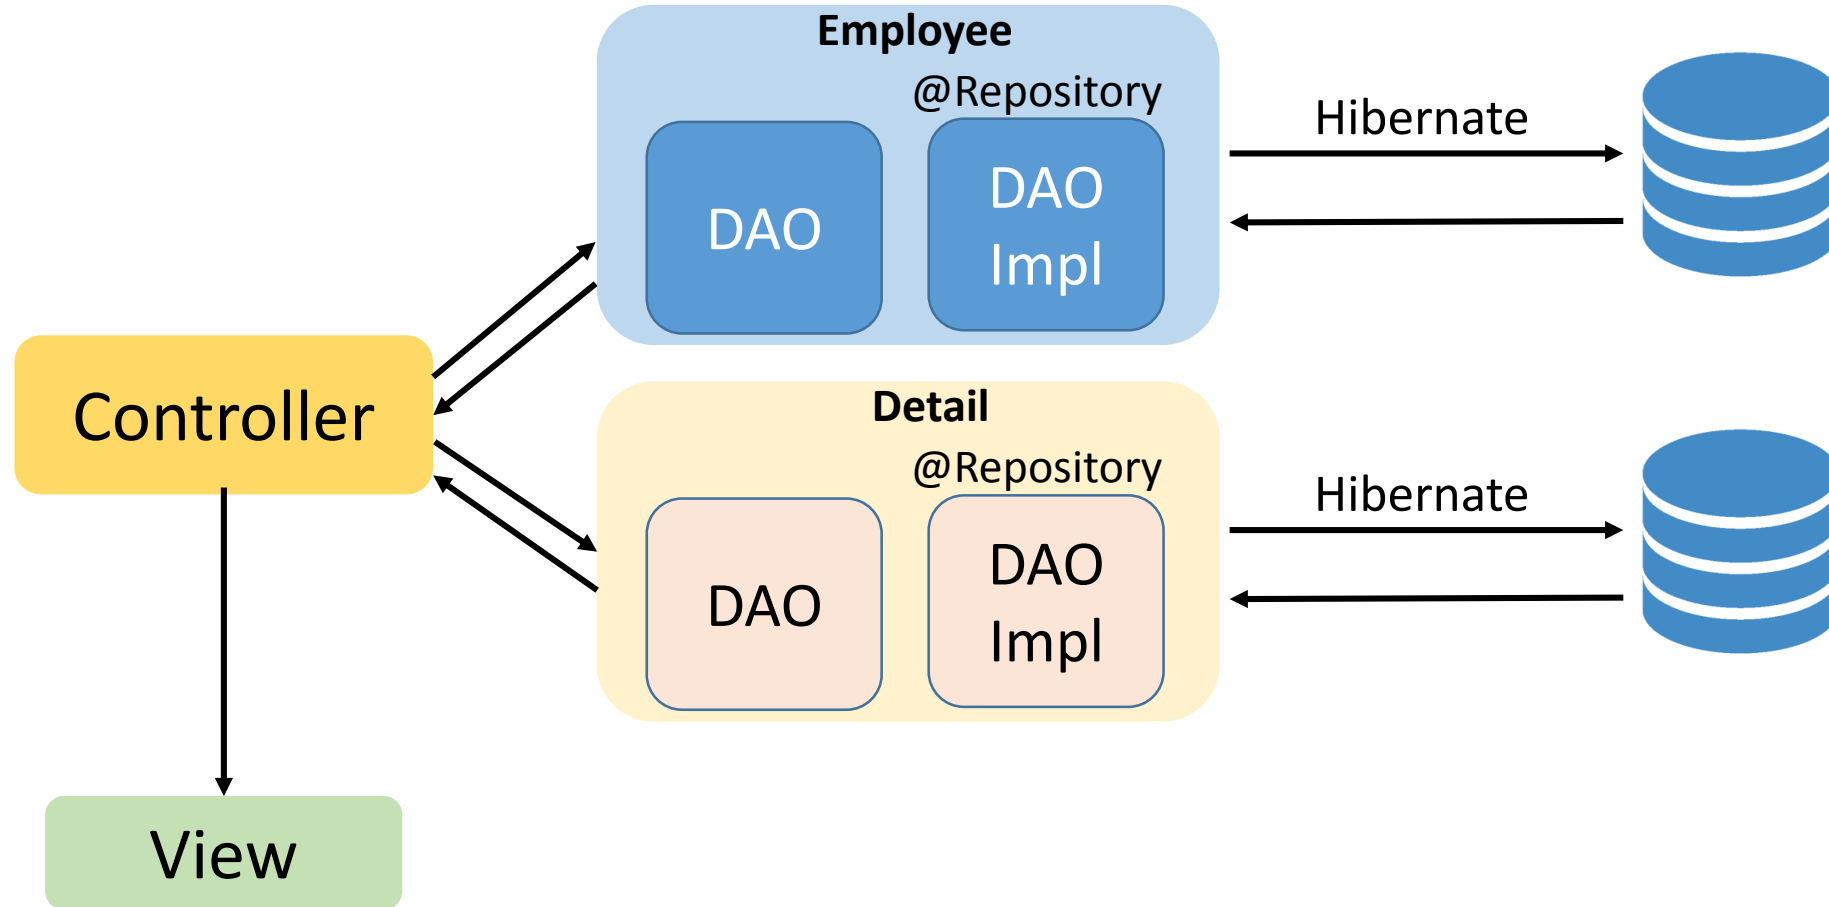 Employee
@Repository
DAO
DAO
Impl
Hibernate
Controller
Detail
@Repository
DAO
DAO
Impl
Hibernate
View